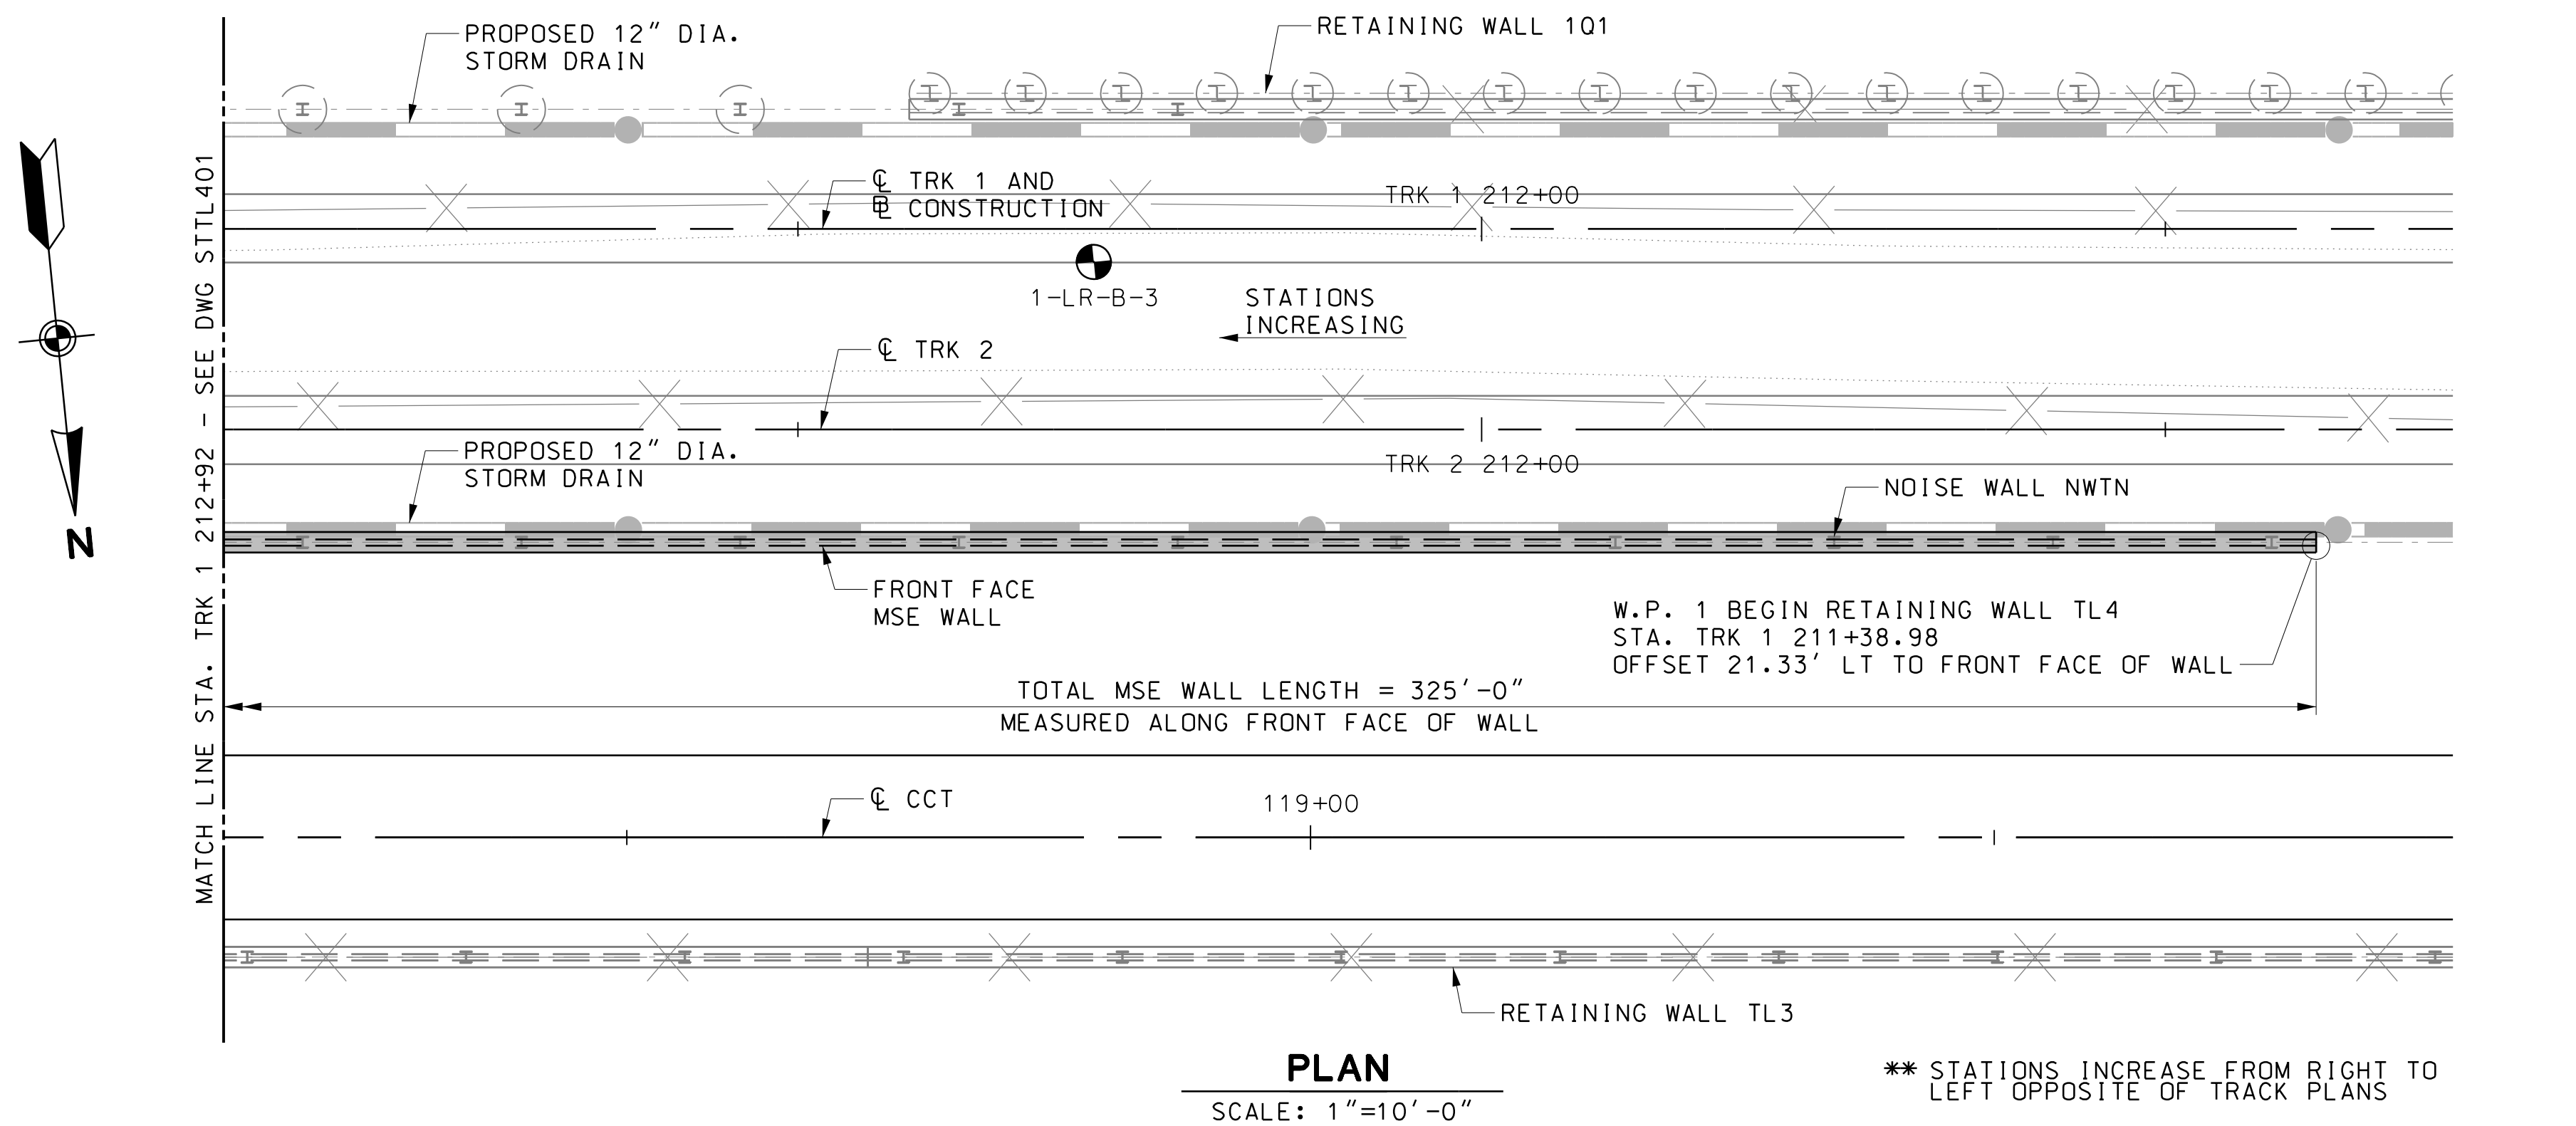 PROPOSED 12" DIA.
STORM DRAIN
RETAINING WALL 1Q1
℄ TRK 1 AND
B̲L CONSTRUCTION
TRK 1 212+00
1-LR-B-3
STATIONS
INCREASING
℄ TRK 2
PROPOSED 12" DIA.
STORM DRAIN
TRK 2 212+00
NOISE WALL NWTN
N
FRONT FACE
MSE WALL
W.P. 1 BEGIN RETAINING WALL TL4
STA. TRK 1 211+38.98
OFFSET 21.33' LT TO FRONT FACE OF WALL
TOTAL MSE WALL LENGTH = 325'-0"
MEASURED ALONG FRONT FACE OF WALL
MATCH LINE STA. TRK 1 212+92 - SEE DWG STTL401
℄ CCT
119+00
RETAINING WALL TL3
PLAN
SCALE: 1"=10'-0"
** STATIONS INCREASE FROM RIGHT TO
LEFT OPPOSITE OF TRACK PLANS